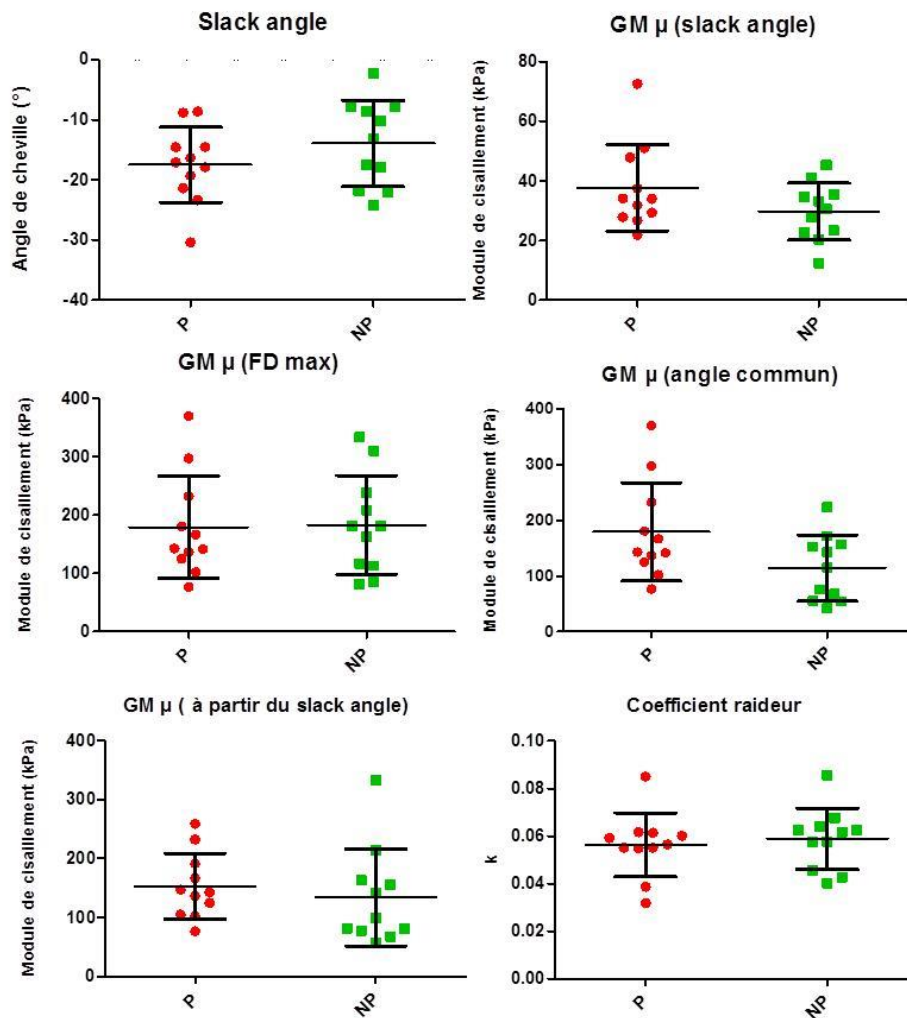 Slack angle
Angle de cheville (°)
0
-10
-20
-30
-40
P
NP
GM µ (slack angle)
Module de cisaillement (kPa)
80
60
40
20
0
P
NP
GM µ (FD max)
Module de cisaillement (kPa)
400
300
200
100
0
P
NP
GM µ (angle commun)
Module de cisaillement (kPa)
400
300
200
100
0
P
NP
GM µ ( à partir du slack angle)
Module de cisaillement (kPa)
400
300
200
100
0
P
NP
Coefficient raideur
k
0.10
0.08
0.06
0.04
0.02
0.00
P
NP